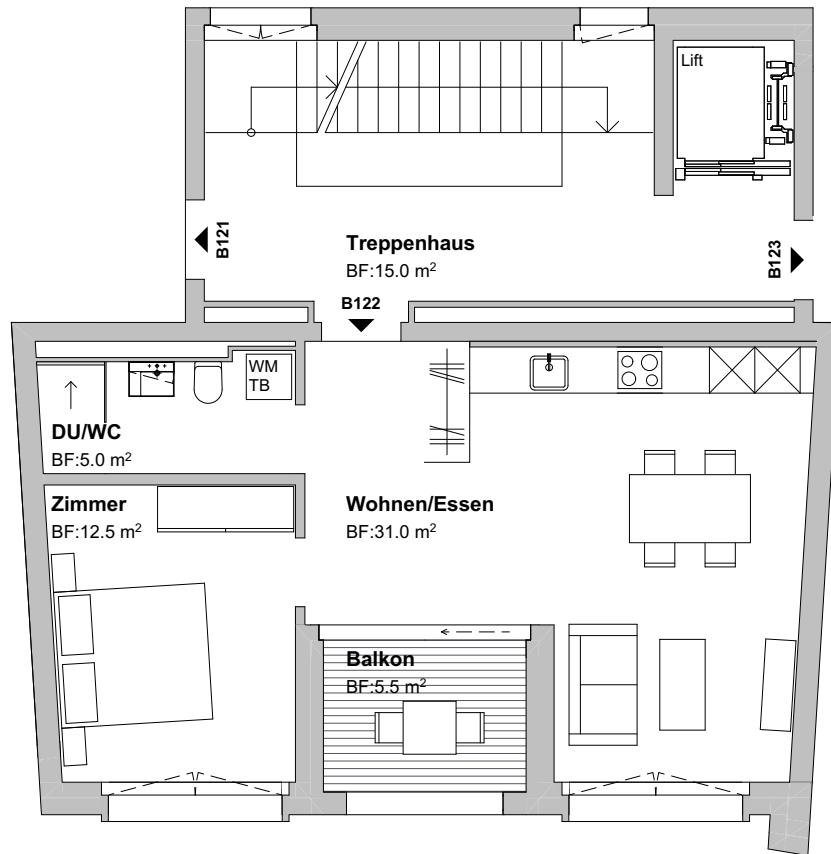 Lift
B121
Treppenhaus
BF:15.0 m²
B123
B122
WM
TB
DU/WC
BF:5.0 m²
Zimmer
BF:12.5 m²
Wohnen/Essen
BF:31.0 m²
Balkon
BF:5.5 m²